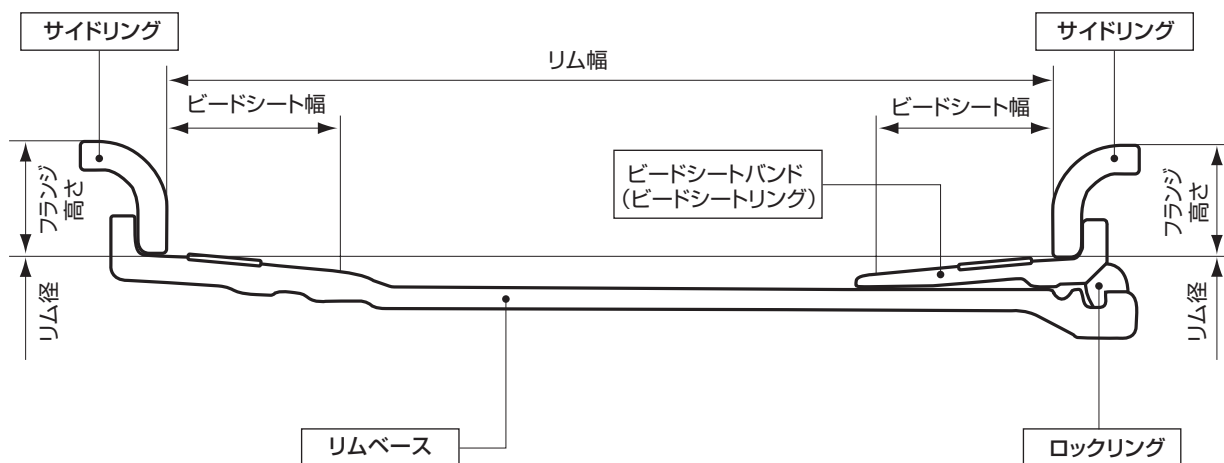 サイドリング
サイドリング
リム幅
ビードシート幅
ビードシート幅
ビードシートバンド
（ビードシートリング）
フランジ
高さ
フランジ
高さ
リム径
リム径
リムベース
ロックリング